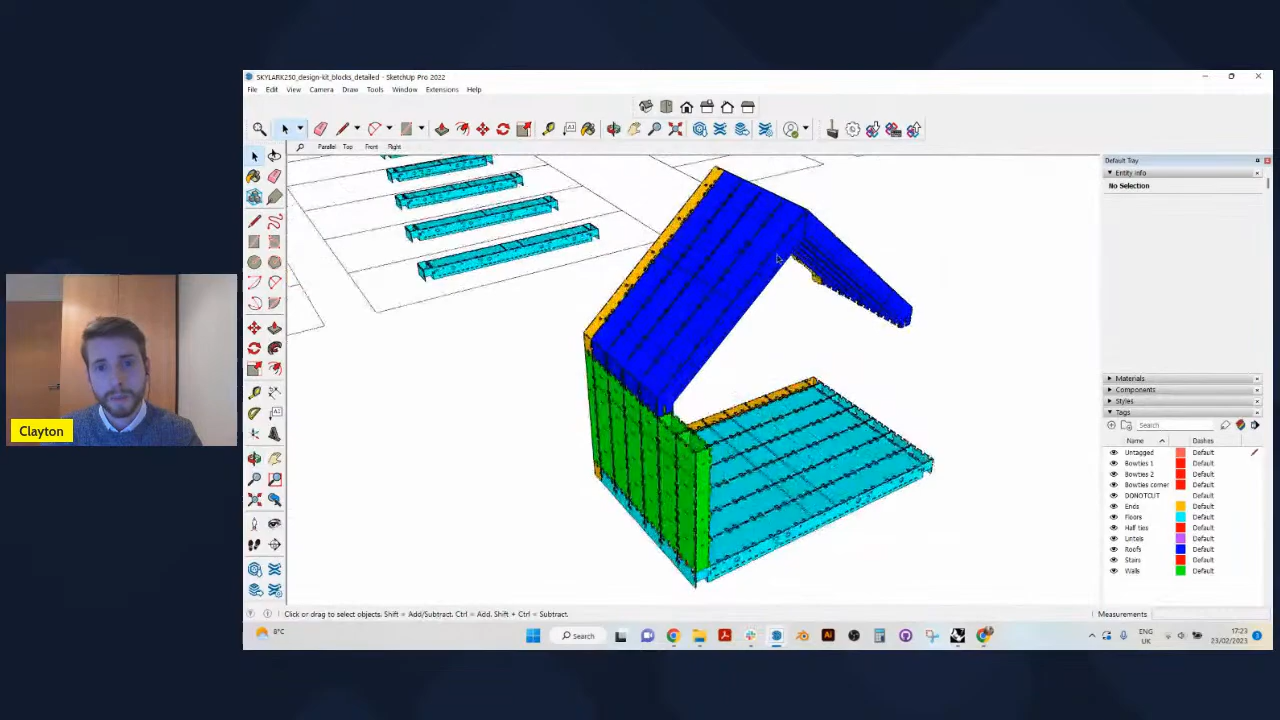 SKYLARK250_design-kit_blocks_detailed - SketchUp Pro 2022
File Edit View Camera Draw Tools Window Extensions Help
Parallel Top Front Right
Default Tray
Entity Info
No Selection
Materials
Components
Styles
Tags
Search
Name Dashes
Untagged Default
Bowties 1 Default
Bowties 2 Default
Bowties corner Default
DONOTCUT Default
Ends Default
Floors Default
Half ties Default
Lintels Default
Roofs Default
Stairs Default
Walls Default
Clayton
Click or drag to select objects. Shift = Add/Subtract. Ctrl = Add. Shift + Ctrl = Subtract.
Measurements
8°C
Search
ENG
UK
17:23
23/02/2023